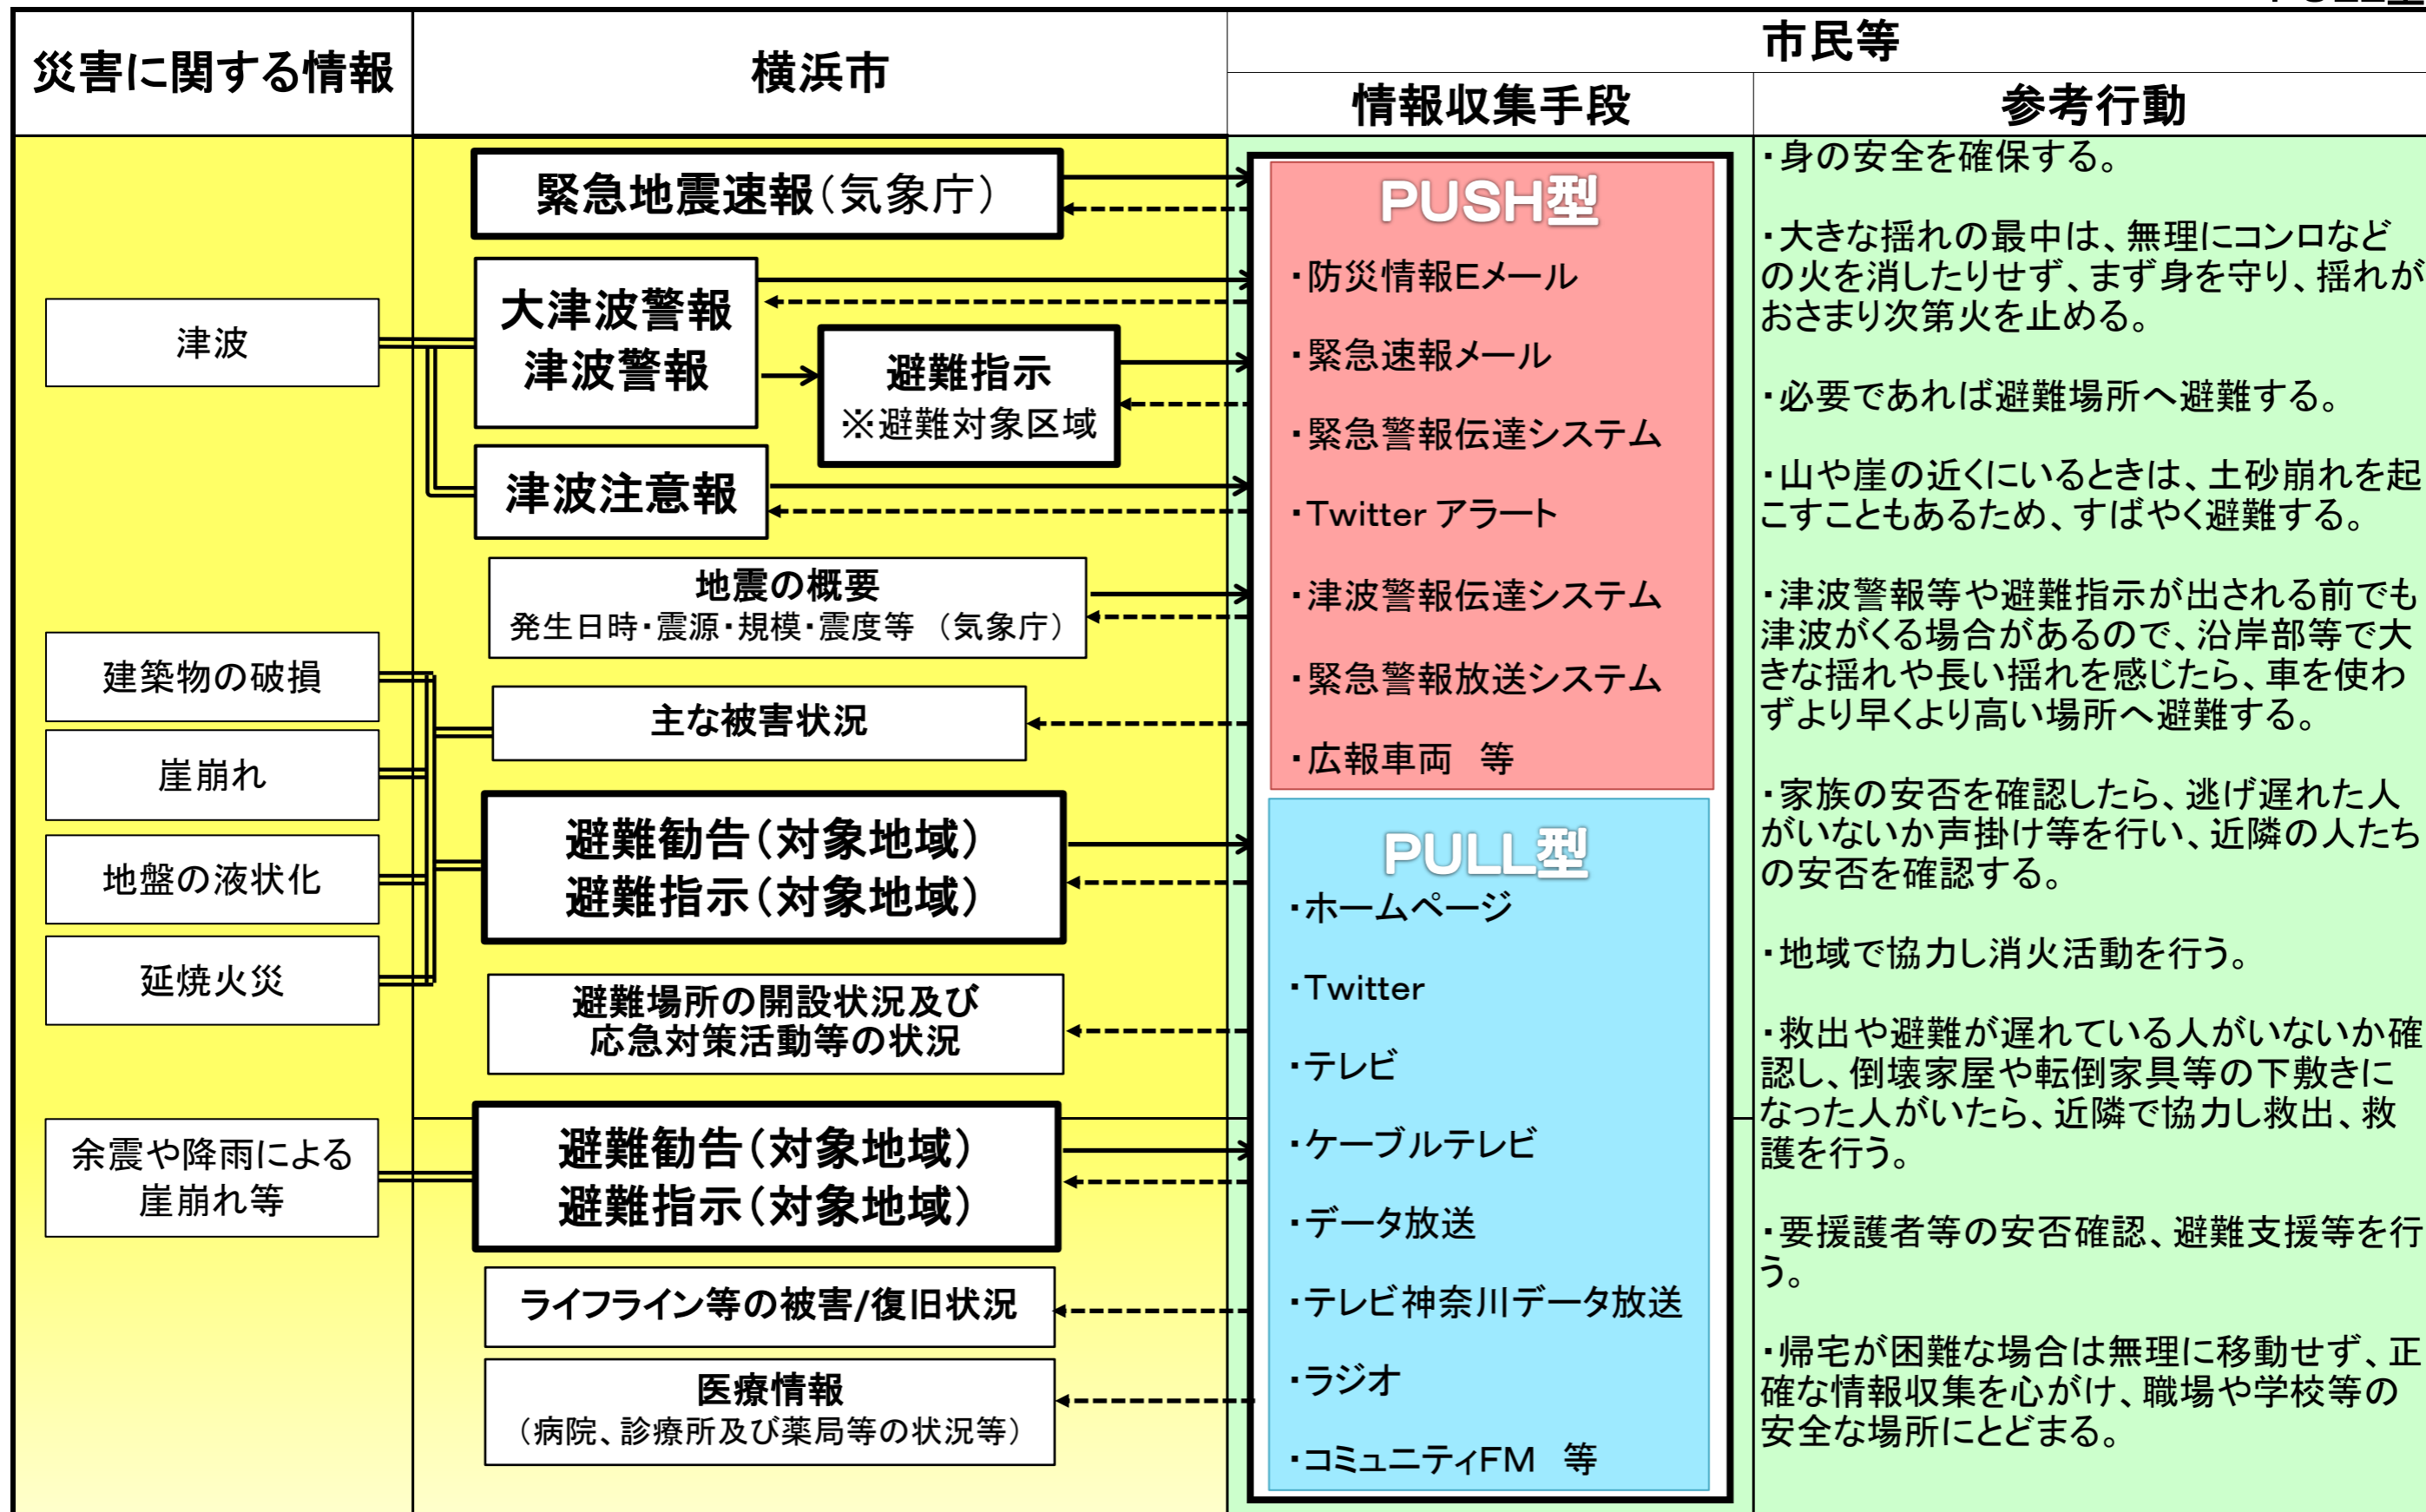 災害に関する情報
横浜市
市民等
情報収集手段
参考行動
津波
建築物の破損
崖崩れ
地盤の液状化
延焼火災
余震や降雨による
崖崩れ等
緊急地震速報（気象庁）
大津波警報
津波警報
避難指示
※避難対象区域
津波注意報
地震の概要
発生日時・震源・規模・震度等 （気象庁）
主な被害状況
避難勧告（対象地域）
避難指示（対象地域）
避難場所の開設状況及び
応急対策活動等の状況
避難勧告（対象地域）
避難指示（対象地域）
ライフライン等の被害/復旧状況
医療情報
（病院、診療所及び薬局等の状況等）
PUSH型
・防災情報Eメール
・緊急速報メール
・緊急警報伝達システム
・Twitter アラート
・津波警報伝達システム
・緊急警報放送システム
・広報車両　等
PULL型
・ホームページ
・Twitter
・テレビ
・ケーブルテレビ
・データ放送
・テレビ神奈川データ放送
・ラジオ
・コミュニティFM　等
・身の安全を確保する。
・大きな揺れの最中は、無理にコンロなど
の火を消したりせず、まず身を守り、揺れが
おさまり次第火を止める。
・必要であれば避難場所へ避難する。
・山や崖の近くにいるときは、土砂崩れを起
こすこともあるため、すばやく避難する。
・津波警報等や避難指示が出される前でも
津波がくる場合があるので、沿岸部等で大
きな揺れや長い揺れを感じたら、車を使わ
ずより早くより高い場所へ避難する。
・家族の安否を確認したら、逃げ遅れた人
がいないか声掛け等を行い、近隣の人たち
の安否を確認する。
・地域で協力し消火活動を行う。
・救出や避難が遅れている人がいないか確
認し、倒壊家屋や転倒家具等の下敷きに
なった人がいたら、近隣で協力し救出、救
護を行う。
・要援護者等の安否確認、避難支援等を行
う。
・帰宅が困難な場合は無理に移動せず、正
確な情報収集を心がけ、職場や学校等の
安全な場所にとどまる。